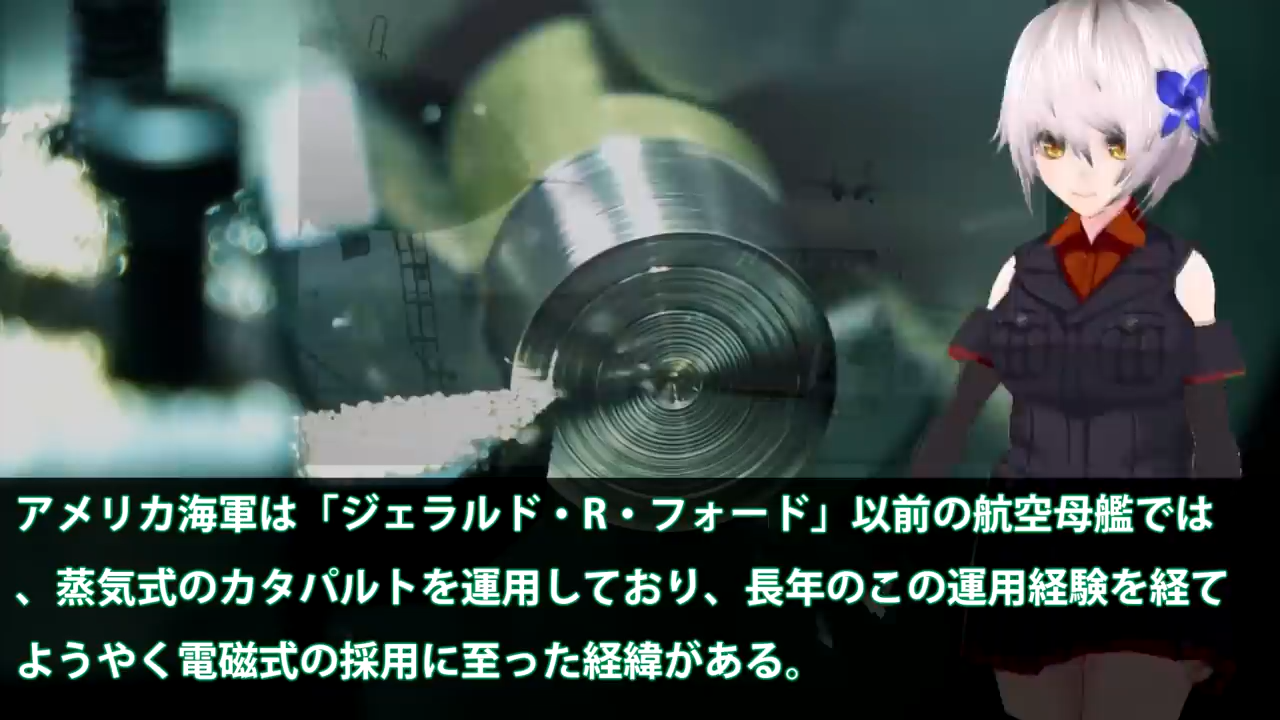 アメリカ海軍は「ジェラルド・R・フォード」以前の航空母艦では
、蒸気式のカタパルトを運用しており、長年のこの運用経験を経て
ようやく電磁式の採用に至った経緯がある。